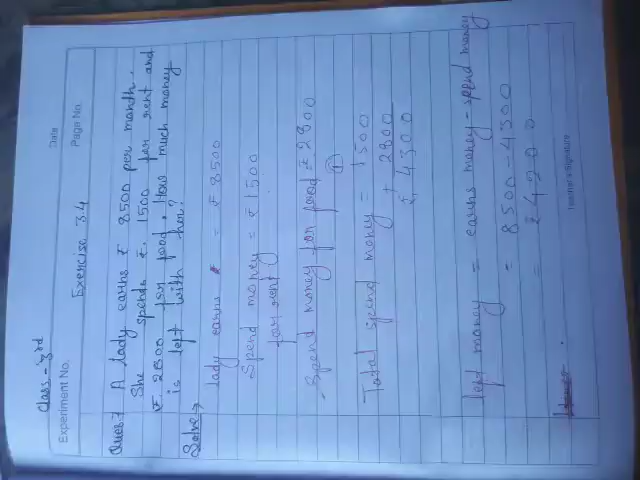 class - 3rd
Date
Experiment No.
Page No.
Exercise 3.4
Ques:7 A lady earns ₹ 8500 per month.
She spends ₹. 1500 for rent and
₹. 2800 for food. How much money
is left with her?
Solve →
lady earns = ₹ 8500
Spend money = ₹ 1500
for rent
Spend money for food = 2800
①
Total spend money = 1500
+ 2800
₹ 4300
left money = earns money - spend money
= 8500 - 4300
= ₹ 4200
Teacher's Signature